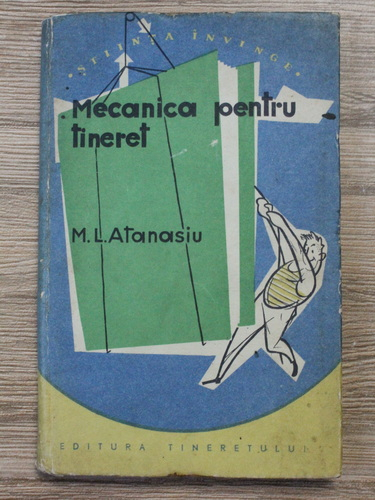 • ȘTIINȚA ÎNVINGE •
Mecanica pentru
tineret
M.L.Atanasiu
EDITURA TINERETULUI